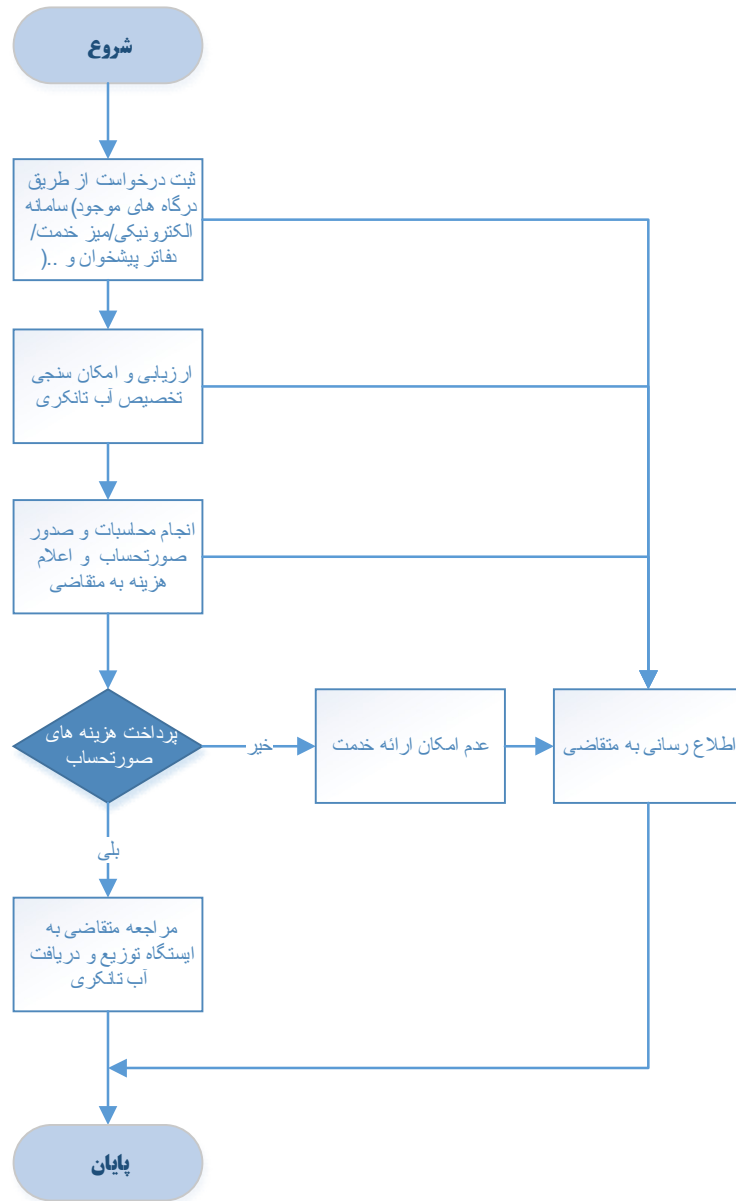 شروع
ثبت درخواست از طریق
درگاه های موجود)سامانه
الکترونیکی/میز خدمت/
دفاتر پیشخوان و ..(
ارزیابی و امکان سنجی
تخصیص آب تانکری
انجام محاسبات و صدور
صورتحساب و اعلام
هزینه به متقاضی
پرداخت هزینه های
صورتحساب
خیر
عدم امکان ارائه خدمت
اطلاع رسانی به متقاضی
بلی
مراجعه متقاضی به
ایستگاه توزیع و دریافت
آب تانکری
پایان